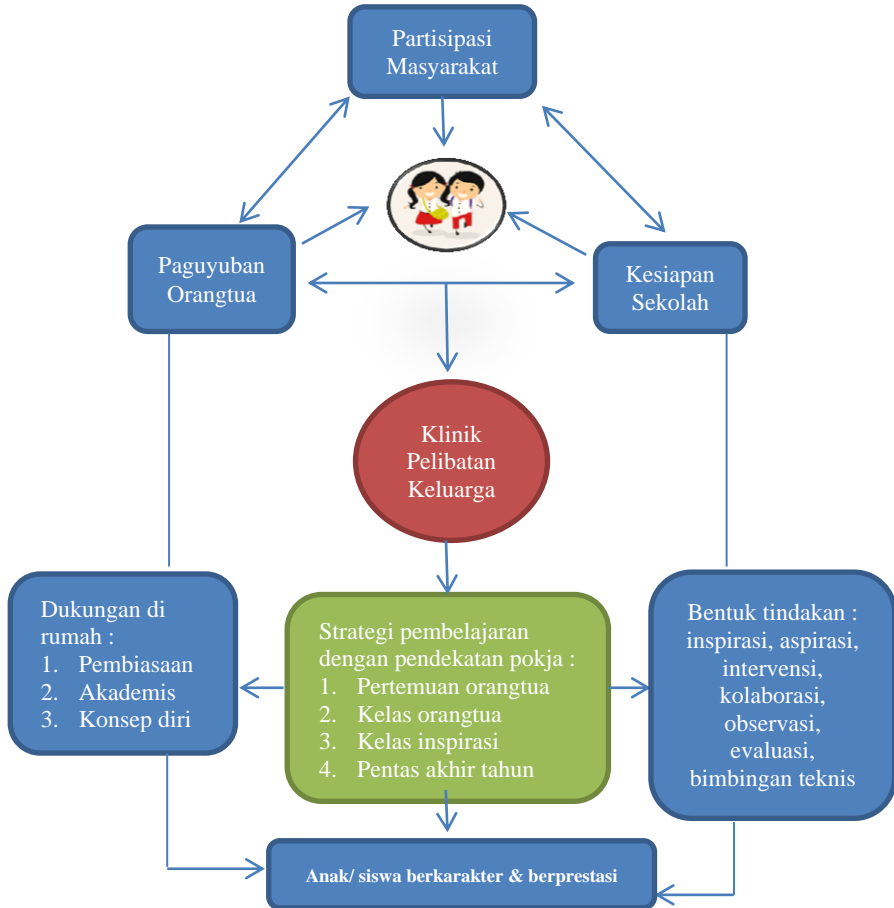 Partisipasi
Masyarakat
Paguyuban
Orangtua
Kesiapan
Sekolah
Klinik
Pelibatan
Keluarga
Dukungan di
rumah :
1. Pembiasaan
2. Akademis
3. Konsep diri
Strategi pembelajaran
dengan pendekatan pokja :
1. Pertemuan orangtua
2. Kelas orangtua
3. Kelas inspirasi
4. Pentas akhir tahun
Bentuk tindakan :
inspirasi, aspirasi,
intervensi,
kolaborasi,
observasi,
evaluasi,
bimbingan teknis
Anak/ siswa berkarakter & berprestasi